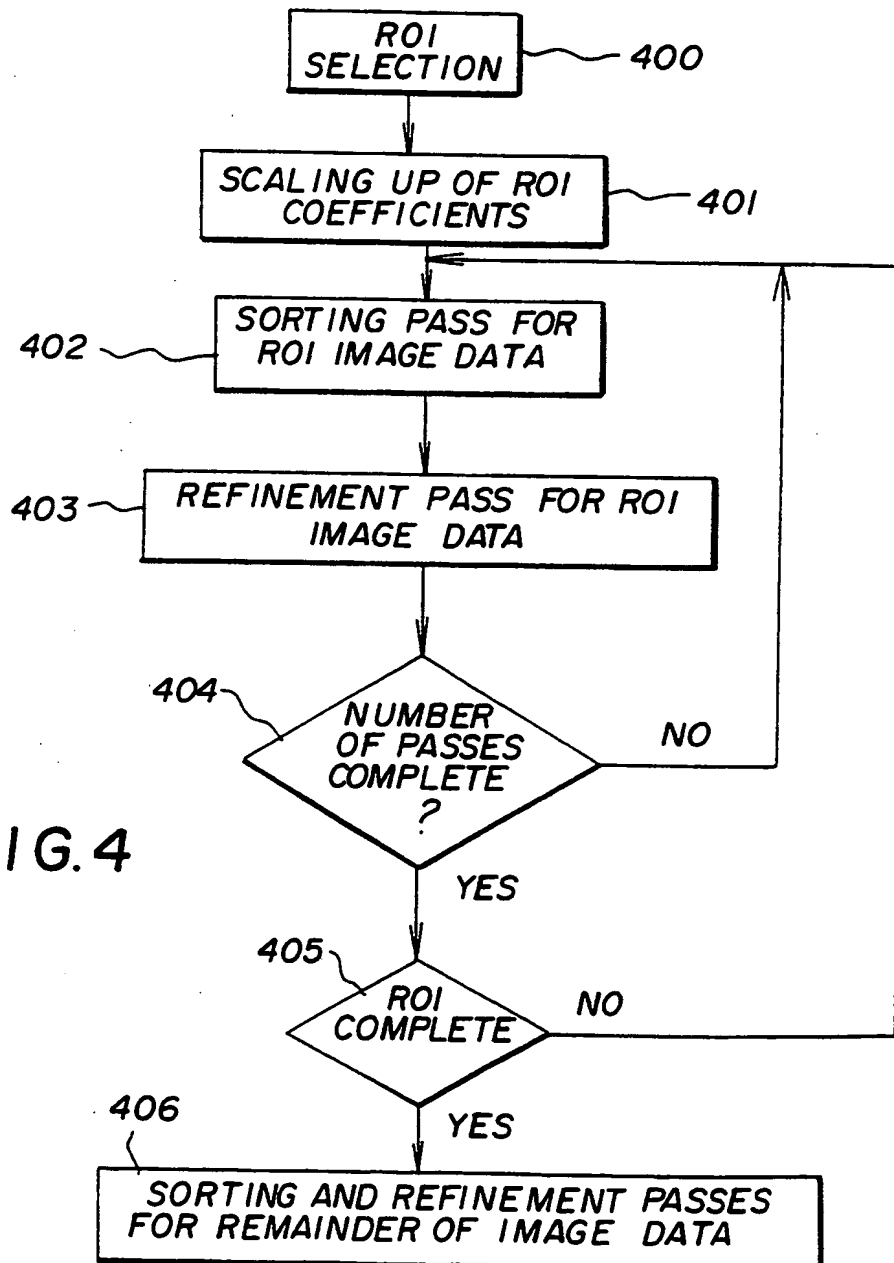 ROI
SELECTION
400
SCALING UP OF ROI
COEFFICIENTS
401
SORTING PASS FOR
ROI IMAGE DATA
402
REFINEMENT PASS FOR ROI
IMAGE DATA
403
404
NUMBER
OF PASSES
COMPLETE
?
NO
IG. 4
YES
405
ROI
COMPLETE
NO
YES
406
SORTING AND REFINEMENT PASSES
FOR REMAINDER OF IMAGE DATA